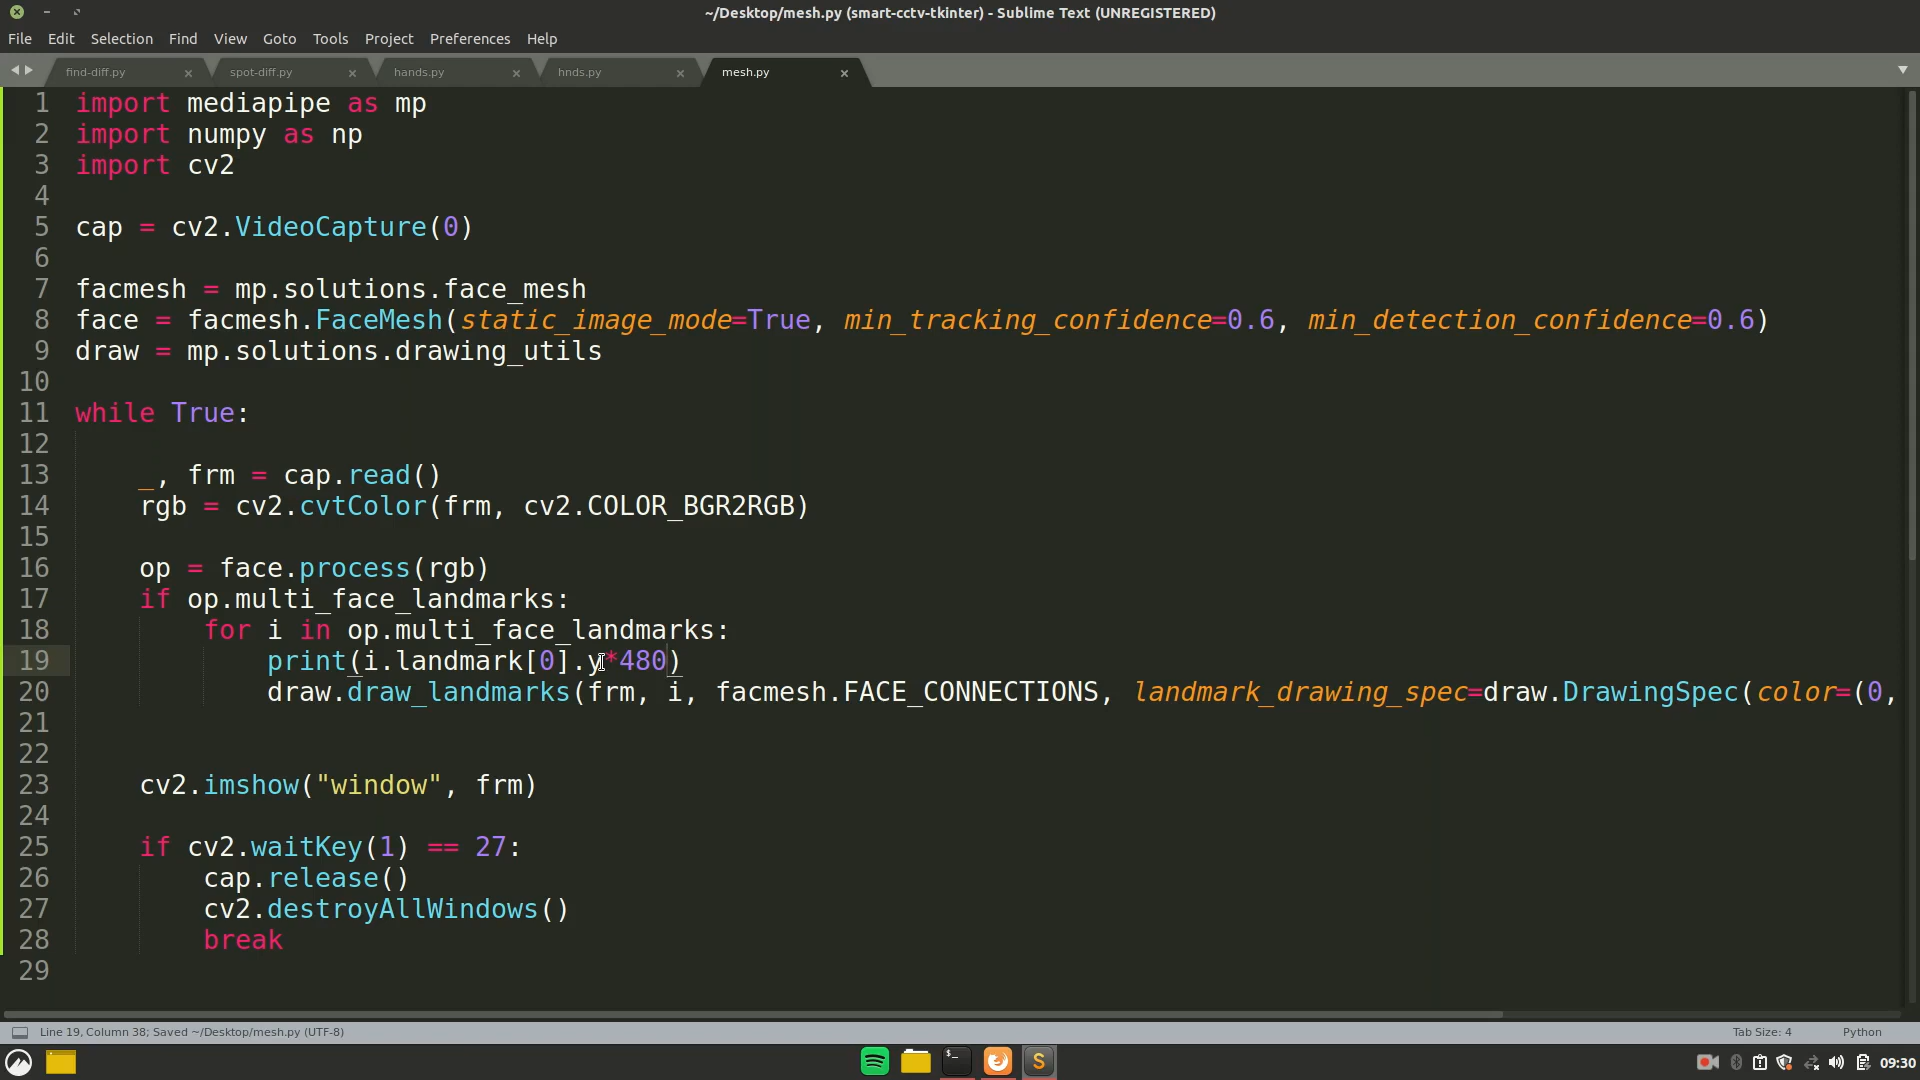 ~/Desktop/mesh.py (smart-cctv-tkinter) - Sublime Text (UNREGISTERED)
File Edit Selection Find View Goto Tools Project Preferences Help
find-diff.py spot-diff.py hands.py hnds.py mesh.py
1 import mediapipe as mp
2 import numpy as np
3 import cv2
4
5 cap = cv2.VideoCapture(0)
6
7 facmesh = mp.solutions.face_mesh
8 face = facmesh.FaceMesh(static_image_mode=True, min_tracking_confidence=0.6, min_detection_confidence=0.6)
9 draw = mp.solutions.drawing_utils
10
11 while True:
12
13     _, frm = cap.read()
14     rgb = cv2.cvtColor(frm, cv2.COLOR_BGR2RGB)
15
16     op = face.process(rgb)
17     if op.multi_face_landmarks:
18         for i in op.multi_face_landmarks:
19             print(i.landmark[0].y*480)
20             draw.draw_landmarks(frm, i, facmesh.FACE_CONNECTIONS, landmark_drawing_spec=draw.DrawingSpec(color=(0,
21
22
23     cv2.imshow("window", frm)
24
25     if cv2.waitKey(1) == 27:
26         cap.release()
27         cv2.destroyAllWindows()
28         break
29
Line 19, Column 38; Saved ~/Desktop/mesh.py (UTF-8) Tab Size: 4 Python
$_ S 09:30